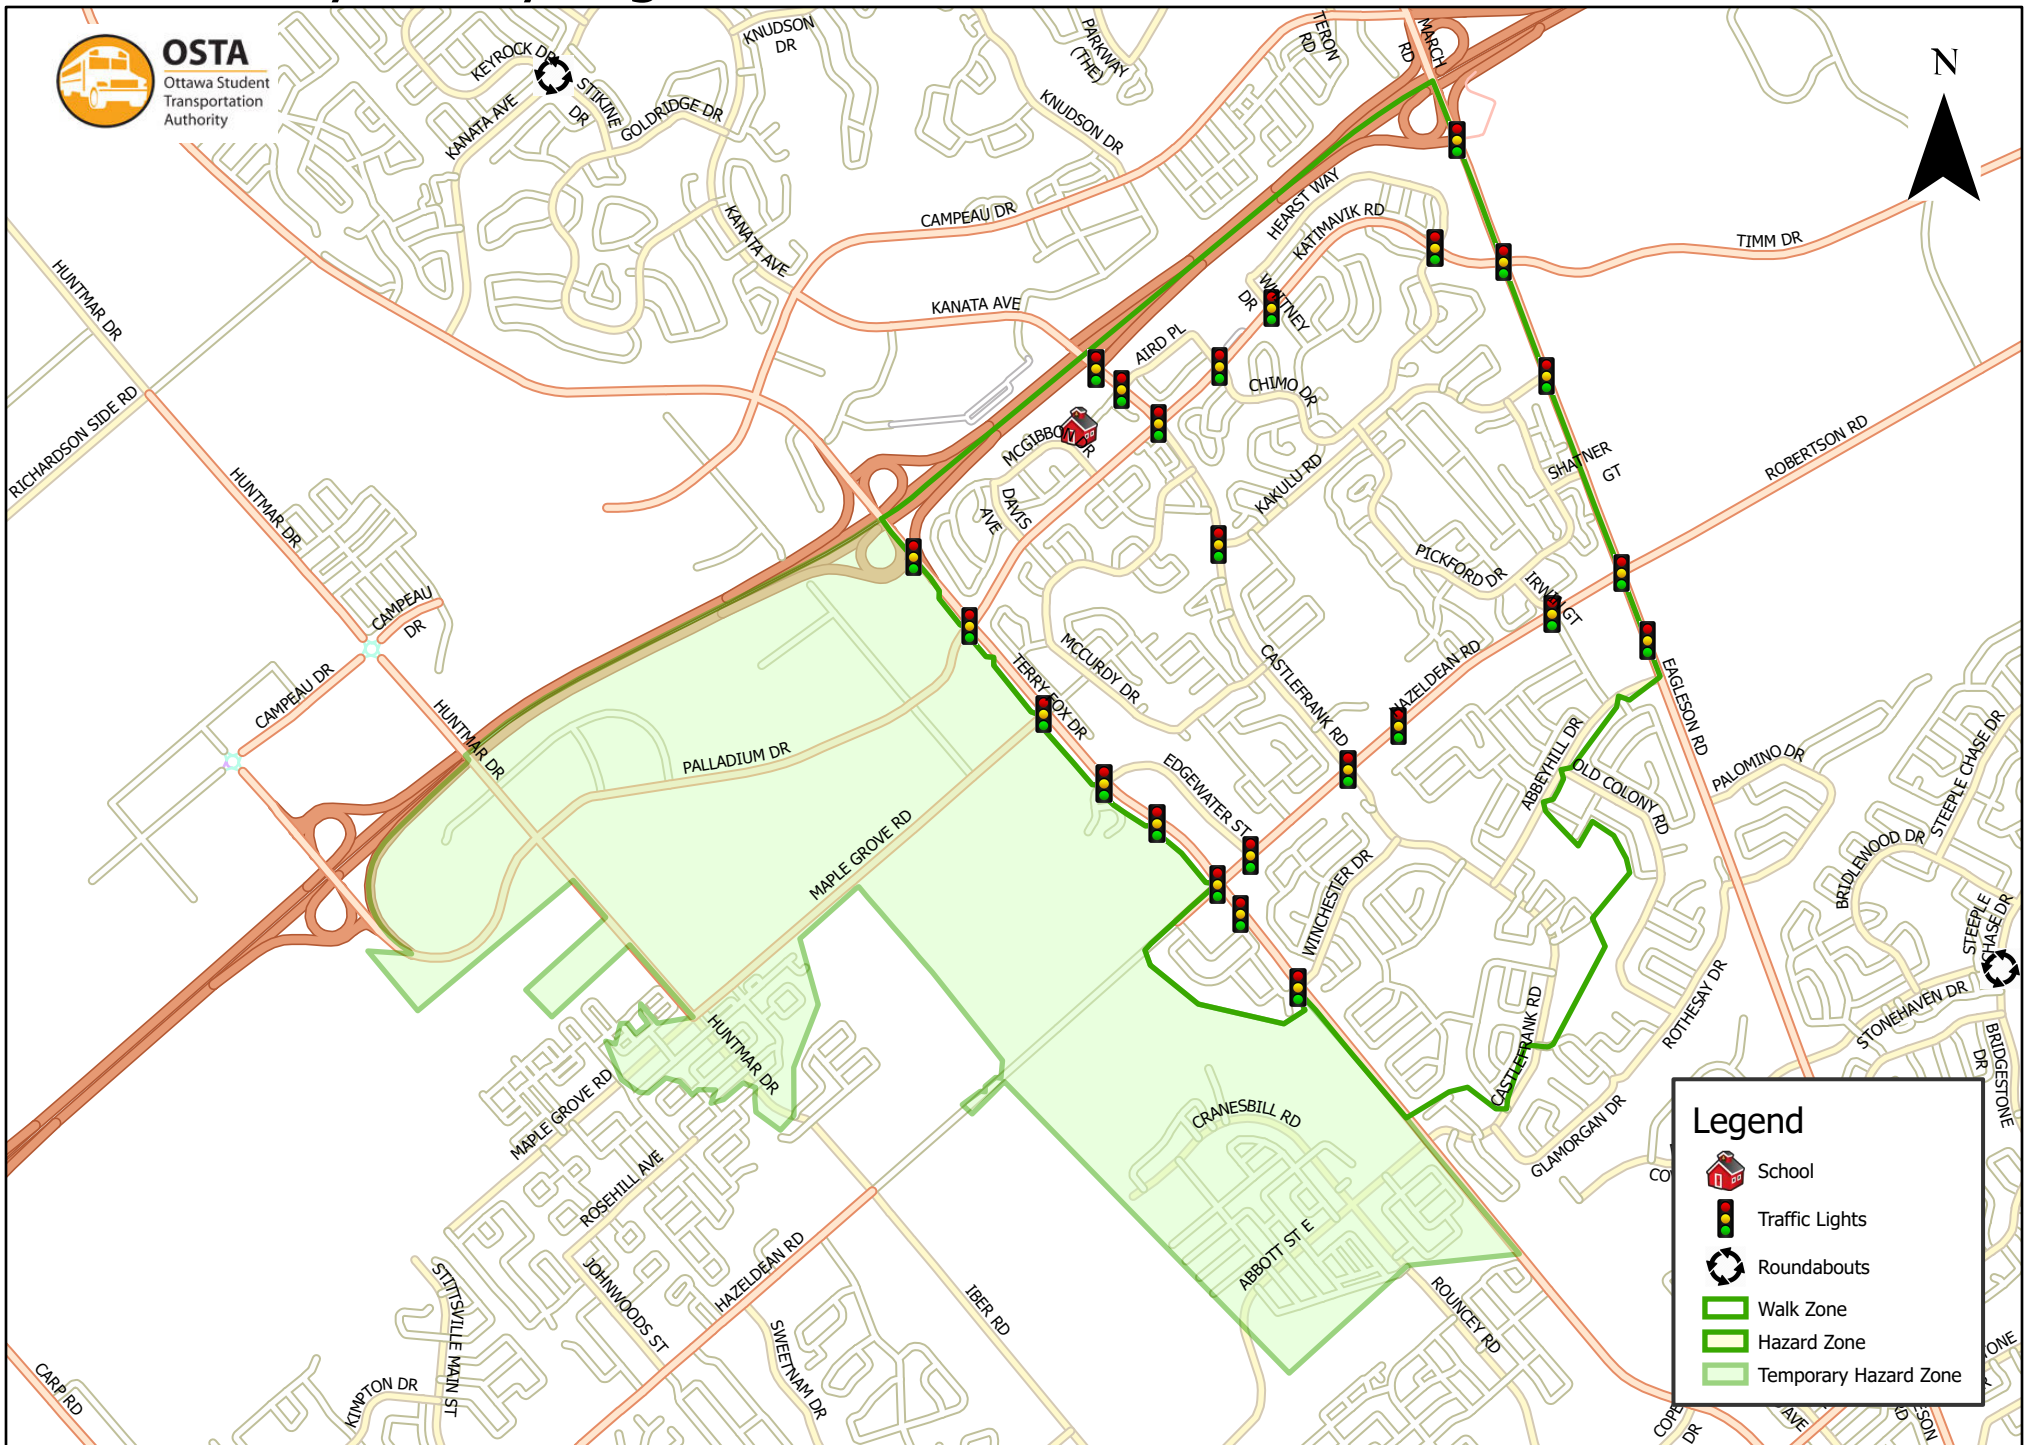 OSTA
Ottawa Student
Transportation
Authority
N
KNUDSON
DR
KEYROCK DR
STIKINE
DR
KANATA AVE
GOLDRIDGE DR
PARKWAY
(THE)
TERON
RD
MARCH
RD
KNUDSON DR
CAMPEAU DR
HEARST WAY
KATIMAVIK RD
TIMM DR
KANATA AVE
KANATA AVE
HUNTMAR DR
WHITNEY
DR
AIRD PL
CHIMO DR
RICHARDSON SIDE RD
MCGIBBON DR
DAVIS
AVE
KAKULU RD
SHATNER
GT
ROBERTSON RD
HUNTMAR DR
PICKFORD DR
IRWIN GT
CAMPEAU
DR
MCCURDY DR
CASTLEFRANK RD
HAZELDEAN RD
TERRY FOX DR
EAGLESON RD
CAMPEAU DR
HUNTMAR DR
PALLADIUM DR
EDGEWATER ST
ABBEYHILL DR
OLD COLONY RD
PALOMINO DR
STEEPLE CHASE DR
MAPLE GROVE RD
WINCHESTER DR
BRIDLEWOOD DR
STEEPLE
CHASE DR
ROTHESAY DR
STONEHAVEN DR
BRIDGESTONE
DR
HUNTMAR DR
CASTLEFRANK RD
MAPLE GROVE RD
CRANESBILL RD
GLAMORGAN DR
ROSEHILL AVE
ABBOTT ST E
HAZELDEAN RD
JOHNWOODS ST
IBER RD
ROUNCEY RD
STITTSVILLE MAIN ST
SWEETNAM DR
KIMPTON DR
CARP RD
Legend
School
Traffic Lights
Roundabouts
Walk Zone
Hazard Zone
Temporary Hazard Zone
DR
AVE
RD